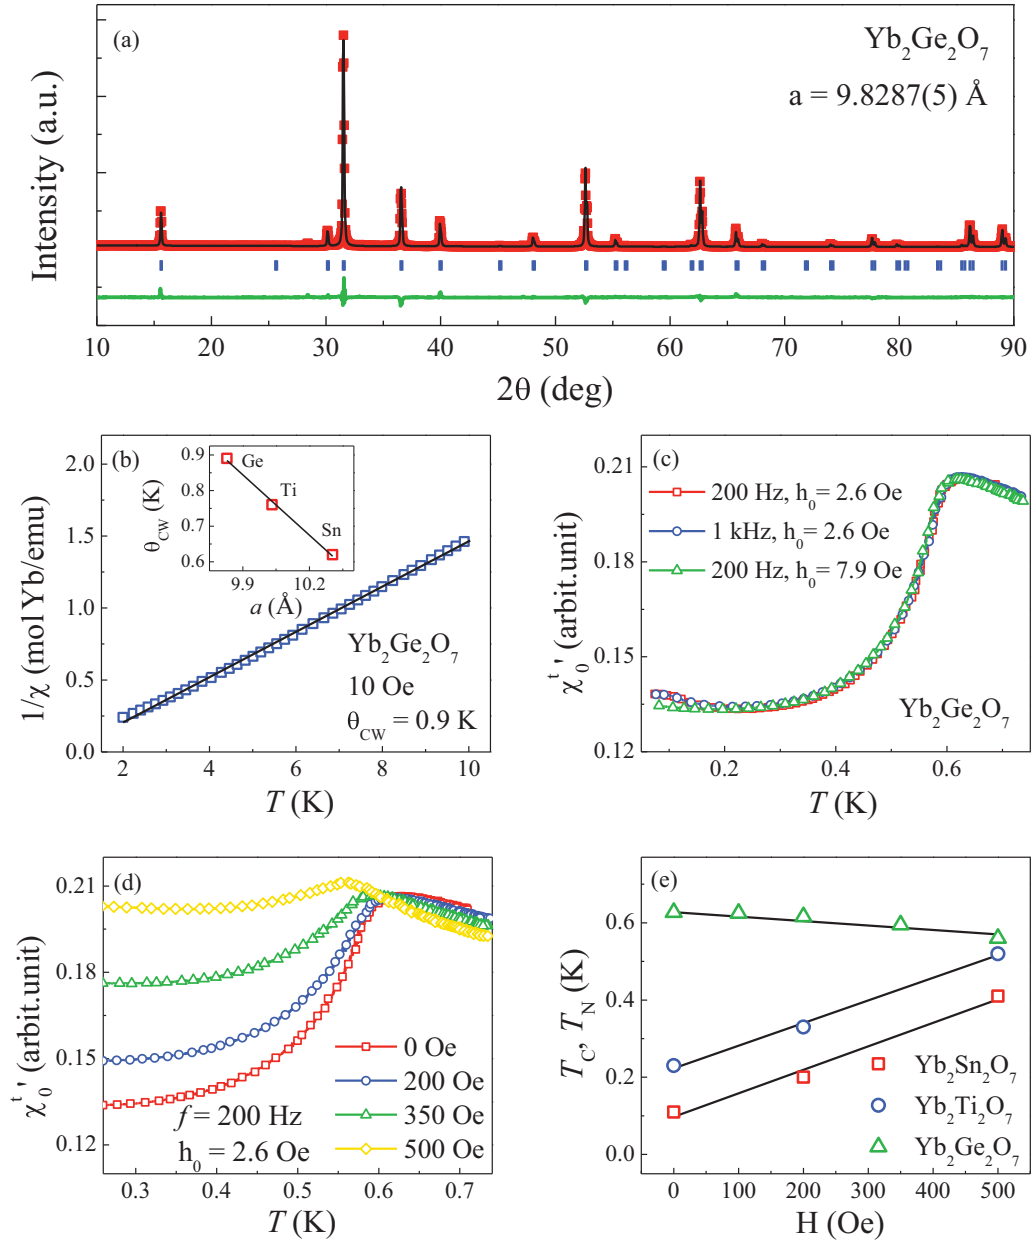 (a)
Yb₂Ge₂O₇
a = 9.8287(5) Å
Intensity (a.u.)
10 20 30 40 50 60 70 80 90
2θ (deg)
(b)
2.0
1.5
1.0
0.5
0.0
1/χ (mol Yb/emu)
0.9
0.8
0.7
0.6
θ_CW (K)
Ge
Ti
Sn
9.9 10.2
a (Å)
Yb₂Ge₂O₇
10 Oe
θ_CW = 0.9 K
2 4 6 8 10
T (K)
(c)
0.21
0.18
0.15
0.12
χ₀ᵗ' (arbit.unit)
200 Hz, h₀= 2.6 Oe
1 kHz, h₀= 2.6 Oe
200 Hz, h₀= 7.9 Oe
Yb₂Ge₂O₇
0.2 0.4 0.6
T (K)
(d)
0.21
0.18
0.15
0.12
χ₀ᵗ' (arbit.unit)
0 Oe
200 Oe
350 Oe
500 Oe
f = 200 Hz
h₀ = 2.6 Oe
0.3 0.4 0.5 0.6 0.7
T (K)
(e)
0.6
0.4
0.2
0.0
T_C, T_N (K)
Yb₂Sn₂O₇
Yb₂Ti₂O₇
Yb₂Ge₂O₇
0 100 200 300 400 500
H (Oe)